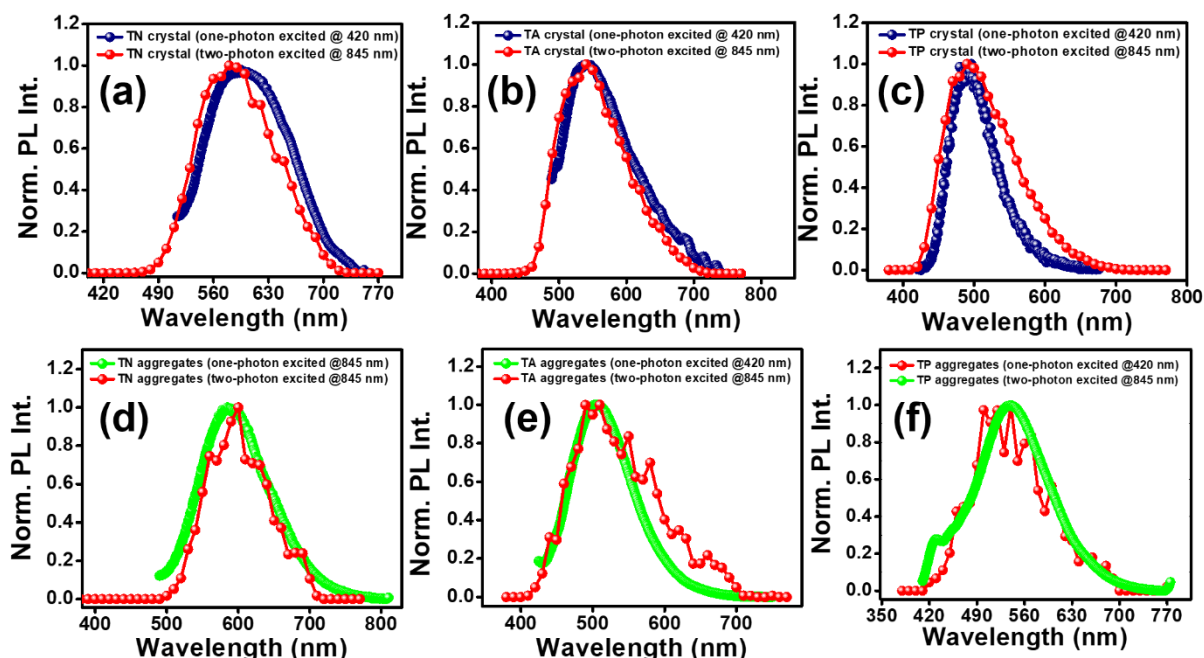 TN crystal (one-photon excited @ 420 nm)
TN crystal (two-photon excited @ 845 nm)
(a)
Norm. PL Int.
1.2
1.0
0.8
0.6
0.4
0.2
0.0
420 490 560 630 700 770
Wavelength (nm)
TA crystal (one-photon excited @ 420 nm)
TA crystal (two-photon excited @ 845 nm)
(b)
Norm. PL Int.
1.2
1.0
0.8
0.6
0.4
0.2
0.0
400 500 600 700 800
Wavelength (nm)
TP crystal (one-photon excited @ 420 nm)
TP crystal (two-photon excited @ 845 nm)
(c)
Norm. PL Int.
1.2
1.0
0.8
0.6
0.4
0.2
0.0
400 500 600 700 800
Wavelength (nm)
TN aggregates (one-photon excited @845 nm)
TN aggregates (two-photon excited @845 nm)
(d)
Norm. PL Int.
1.2
1.0
0.8
0.6
0.4
0.2
0.0
400 500 600 700 800
Wavelength (nm)
TA aggregates (one-photon excited @420 nm)
TA aggregates (two-photon excited @845 nm)
(e)
Norm. PL Int.
1.2
1.0
0.8
0.6
0.4
0.2
0.0
400 500 600 700
Wavelength (nm)
TP aggregates (one-photon excited @420 nm)
TP aggregates (two-photon excited @845 nm)
(f)
Norm. PL Int.
1.2
1.0
0.8
0.6
0.4
0.2
0.0
350 420 490 560 630 700 770
Wavelength (nm)